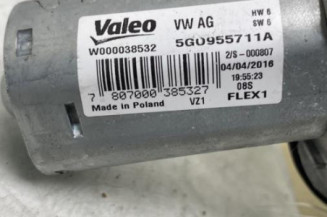 HW 6
Valeo VW AG SW 5
W000038532 5G0955711A
2/S - 000807
04/04/2016
19:55:23
7 807000 385327 08S
Made in Poland VZ1 FLEX1